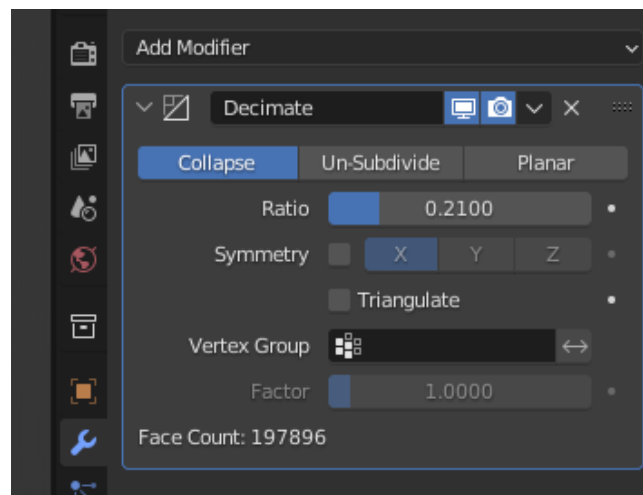 Add Modifier
Decimate
Collapse Un-Subdivide Planar
Ratio 0.2100
Symmetry X Y Z
Triangulate
Vertex Group
Factor 1.0000
Face Count: 197896